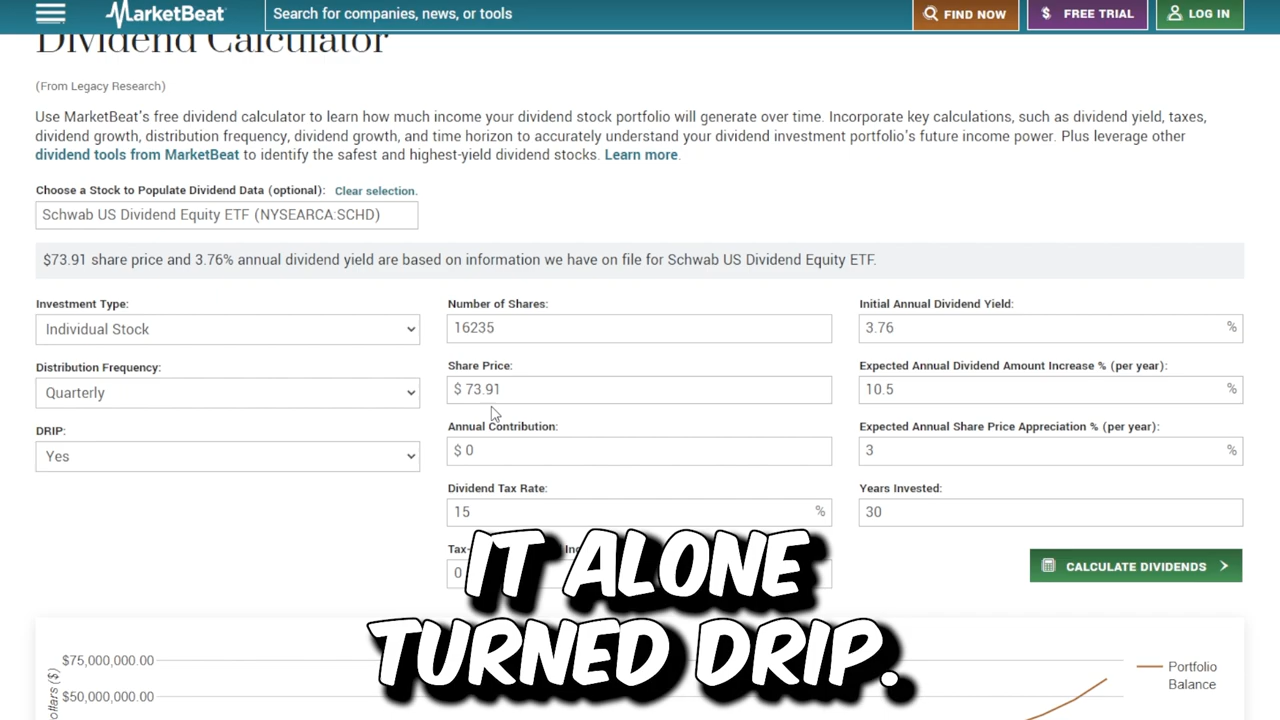 MarketBeat
Search for companies, news, or tools
FIND NOW
$ FREE TRIAL
LOG IN
Dividend Calculator
(From Legacy Research)
Use MarketBeat's free dividend calculator to learn how much income your dividend stock portfolio will generate over time. Incorporate key calculations, such as dividend yield, taxes,
dividend growth, distribution frequency, dividend growth, and time horizon to accurately understand your dividend investment portfolio's future income power. Plus leverage other
dividend tools from MarketBeat to identify the safest and highest-yield dividend stocks. Learn more.
Choose a Stock to Populate Dividend Data (optional): Clear selection.
Schwab US Dividend Equity ETF (NYSEARCA:SCHD)
$73.91 share price and 3.76% annual dividend yield are based on information we have on file for Schwab US Dividend Equity ETF.
Investment Type:
Individual Stock
Distribution Frequency:
Quarterly
DRIP:
Yes
Number of Shares:
16235
Share Price:
$ 73.91
Annual Contribution:
$ 0
Dividend Tax Rate:
15 %
Tax-
0
Initial Annual Dividend Yield:
3.76 %
Expected Annual Dividend Amount Increase % (per year):
10.5 %
Expected Annual Share Price Appreciation % (per year):
3 %
Years Invested:
30
CALCULATE DIVIDENDS
IT ALONE
TURNED DRIP.
$75,000,000.00
$50,000,000.00
Portfolio
Balance